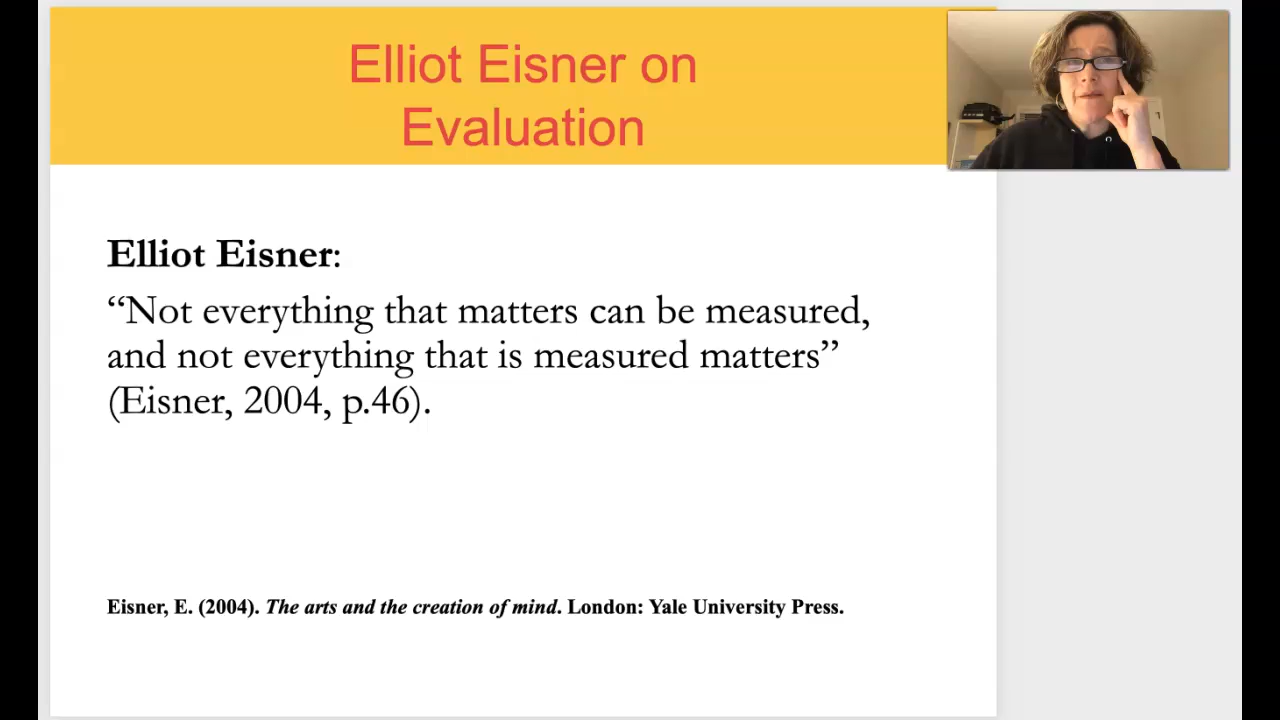 Elliot Eisner on
Evaluation
Elliot Eisner:
“Not everything that matters can be measured,
and not everything that is measured matters”
(Eisner, 2004, p.46).
Eisner, E. (2004). The arts and the creation of mind. London: Yale University Press.